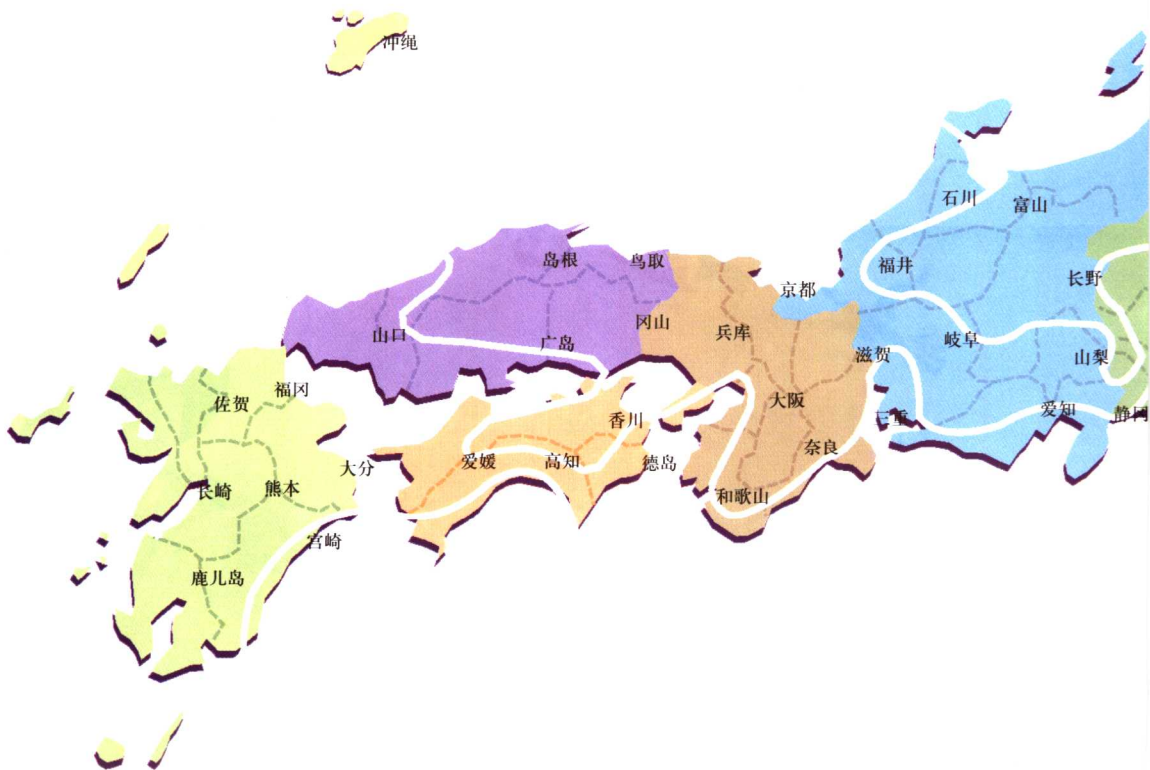 冲绳
石川
富山
岛根
鸟取
福井
长野
京都
冈山
兵库
山口
广岛
岐阜
滋贺
山梨
福冈
佐贺
大阪
香川
三重
爱知
静冈
奈良
爱媛
高知
德岛
大分
长崎
熊本
和歌山
宫崎
鹿儿岛